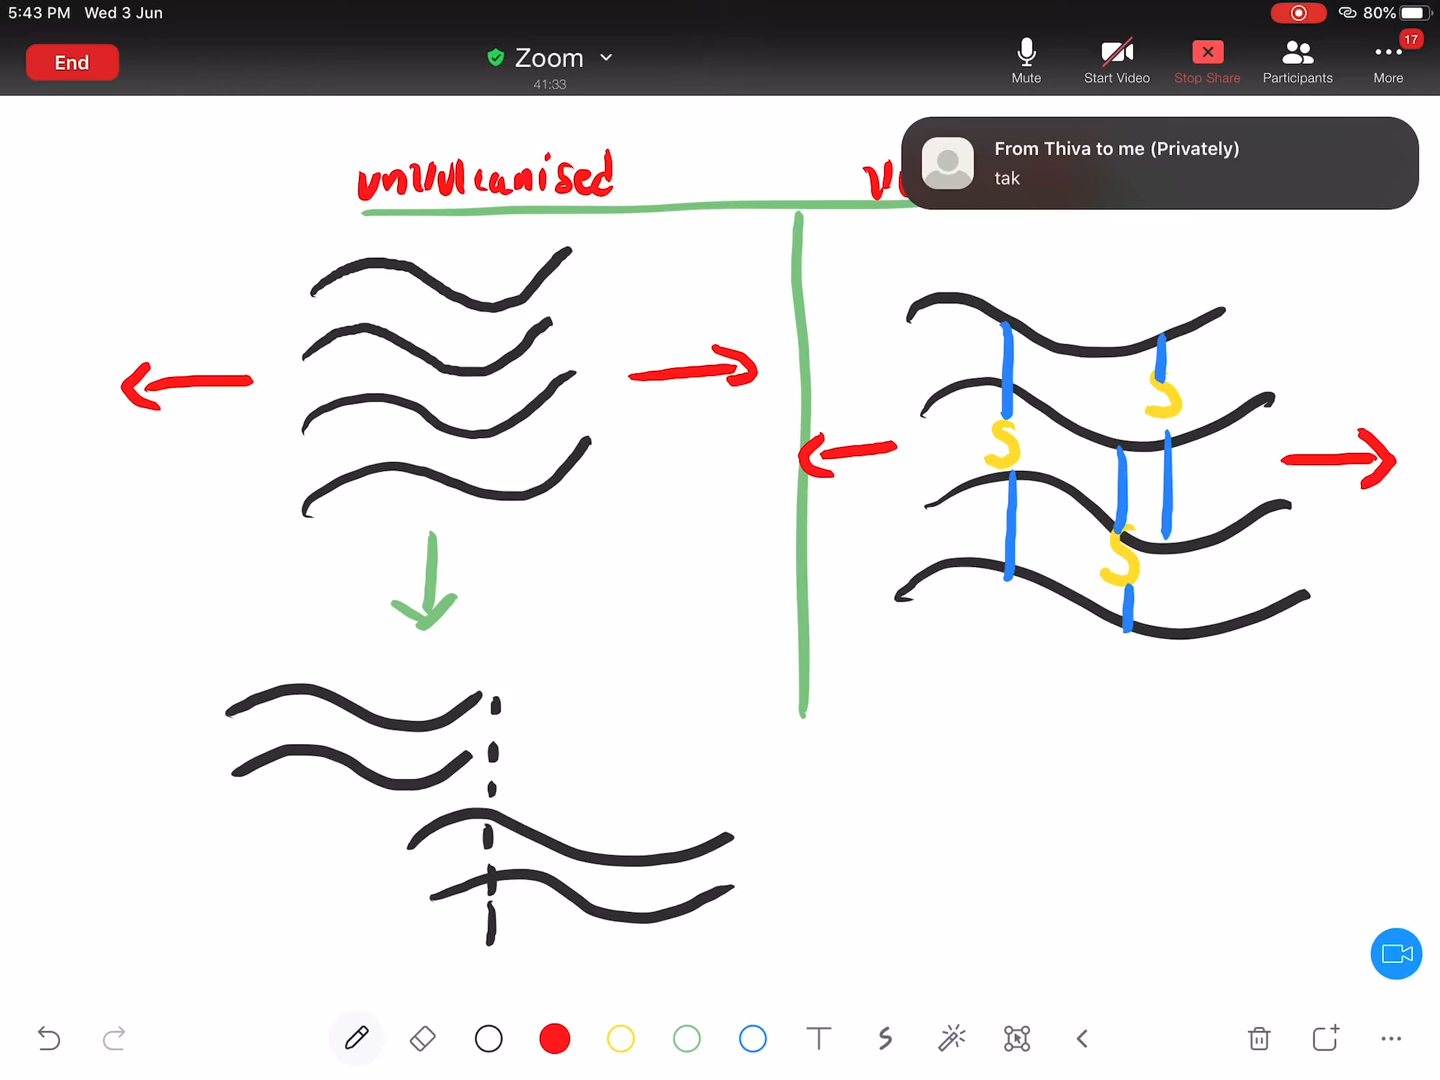 5:43 PM Wed 3 Jun
80%
End
Zoom
41:33
Mute
Start Video
Stop Share
Participants
17
More
From Thiva to me (Privately)
tak
unvulcanised
S
S
S
T